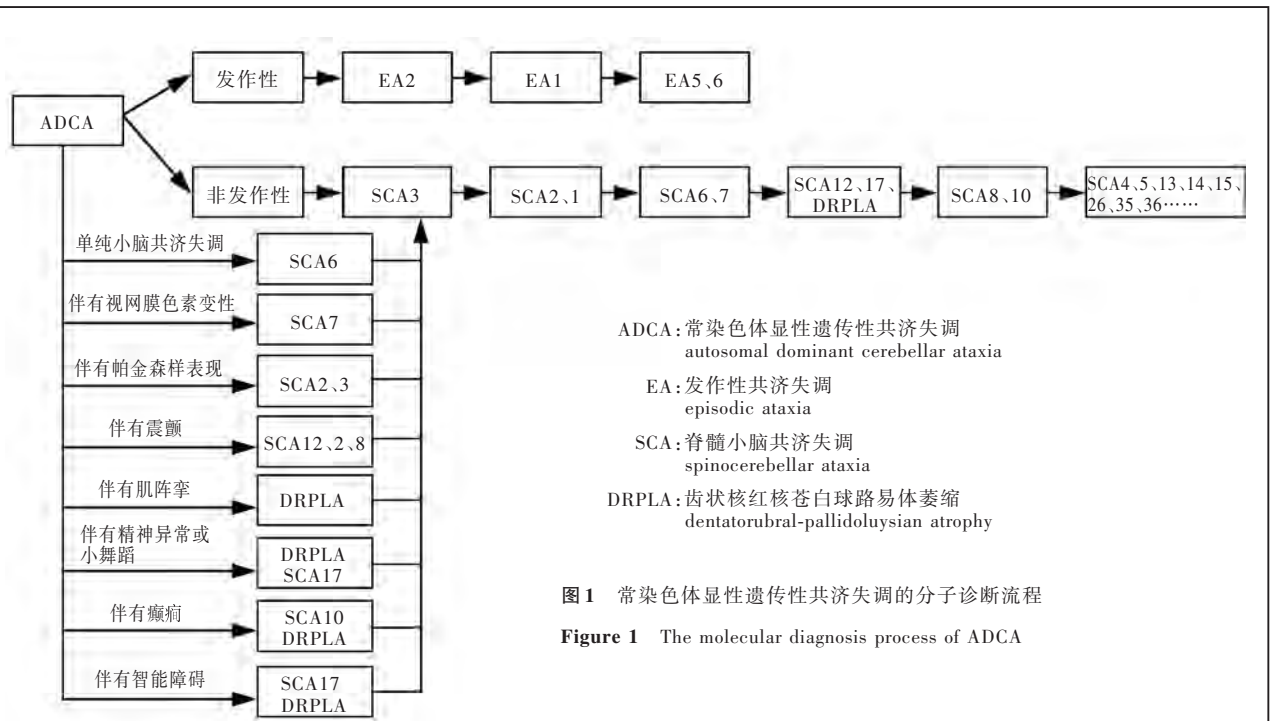 发作性
EA2
EA1
EA5、6
ADCA
非发作性
SCA3
SCA2、1
SCA6、7
SCA12、17、
DRPLA
SCA8、10
SCA4、5、13、14、15、
26、35、36……
单纯小脑共济失调
SCA6
伴有视网膜色素变性
SCA7
伴有帕金森样表现
SCA2、3
伴有震颤
SCA12、2、8
伴有肌阵挛
DRPLA
伴有精神异常或
小舞蹈
DRPLA
SCA17
伴有癫痫
SCA10
DRPLA
伴有智能障碍
SCA17
DRPLA
ADCA:常染色体显性遗传性共济失调
autosomal dominant cerebellar ataxia
EA:发作性共济失调
episodic ataxia
SCA:脊髓小脑共济失调
spinocerebellar ataxia
DRPLA:齿状核红核苍白球路易体萎缩
dentatorubral-pallidoluysian atrophy
图1 常染色体显性遗传性共济失调的分子诊断流程
Figure 1 The molecular diagnosis process of ADCA